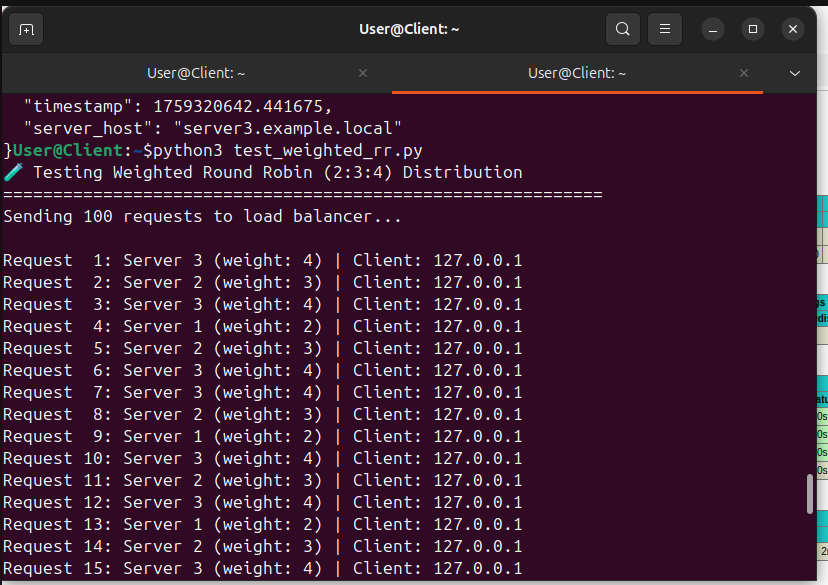 User@Client: ~
User@Client: ~
User@Client: ~
"timestamp": 1759320642.441675,
"server_host": "server3.example.local"
}User@Client:~$python3 test_weighted_rr.py
🧪 Testing Weighted Round Robin (2:3:4) Distribution
============================================================
Sending 100 requests to load balancer...
Request  1: Server 3 (weight: 4) | Client: 127.0.0.1
Request  2: Server 2 (weight: 3) | Client: 127.0.0.1
Request  3: Server 3 (weight: 4) | Client: 127.0.0.1
Request  4: Server 1 (weight: 2) | Client: 127.0.0.1
Request  5: Server 2 (weight: 3) | Client: 127.0.0.1
Request  6: Server 3 (weight: 4) | Client: 127.0.0.1
Request  7: Server 3 (weight: 4) | Client: 127.0.0.1
Request  8: Server 2 (weight: 3) | Client: 127.0.0.1
Request  9: Server 1 (weight: 2) | Client: 127.0.0.1
Request 10: Server 3 (weight: 4) | Client: 127.0.0.1
Request 11: Server 2 (weight: 3) | Client: 127.0.0.1
Request 12: Server 3 (weight: 4) | Client: 127.0.0.1
Request 13: Server 1 (weight: 2) | Client: 127.0.0.1
Request 14: Server 2 (weight: 3) | Client: 127.0.0.1
Request 15: Server 3 (weight: 4) | Client: 127.0.0.1